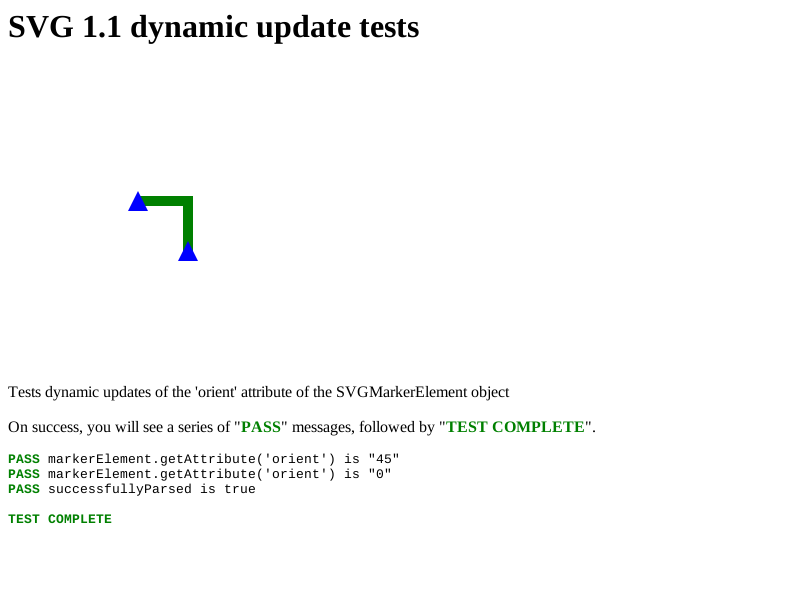 SVG 1.1 dynamic update tests
Tests dynamic updates of the 'orient' attribute of the SVGMarkerElement object
On success, you will see a series of "PASS" messages, followed by "TEST COMPLETE".
PASS markerElement.getAttribute('orient') is "45"
PASS markerElement.getAttribute('orient') is "0"
PASS successfullyParsed is true
TEST COMPLETE